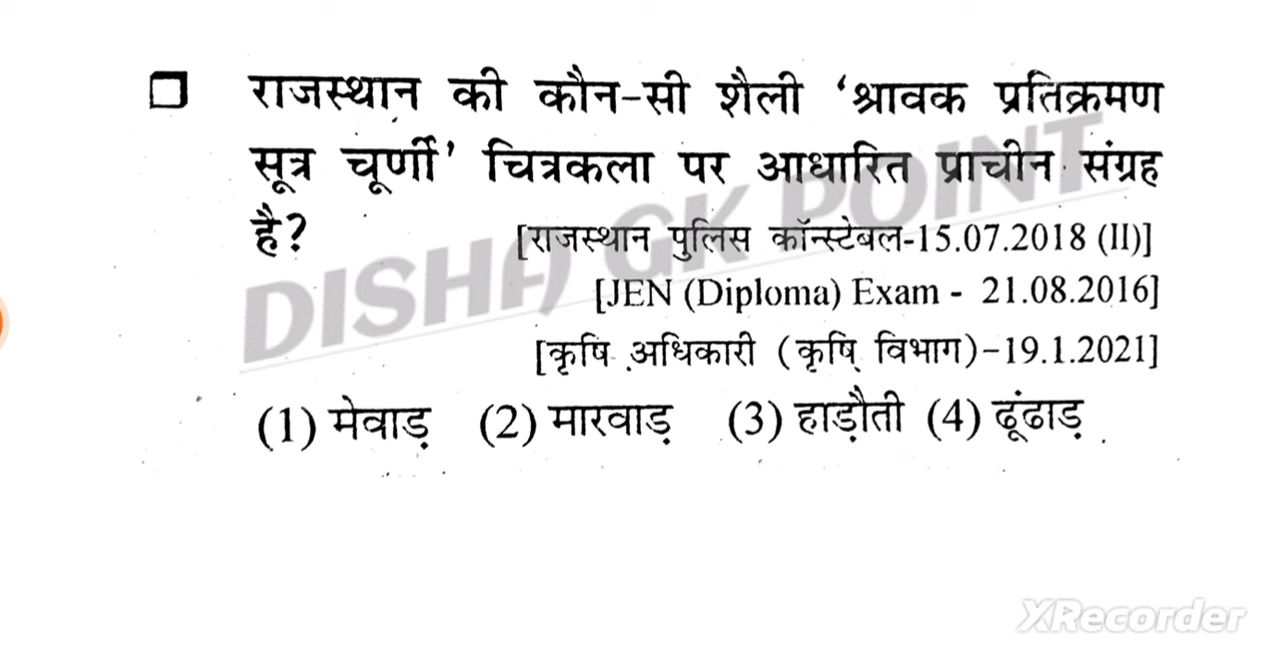 राजस्थान की कौन-सी शैली ‘श्रावक प्रतिक्रमण
सूत्र चूर्णी’ चित्रकला पर आधारित प्राचीन संग्रह
है?
[राजस्थान पुलिस कॉन्स्टेबल-15.07.2018 (II)]
[JEN (Diploma) Exam - 21.08.2016]
[कृषि अधिकारी (कृषि विभाग)-19.1.2021]
(1) मेवाड़ (2) मारवाड़ (3) हाड़ौती (4) ढूंढाड़
DISHA GK POINT
XRecorder